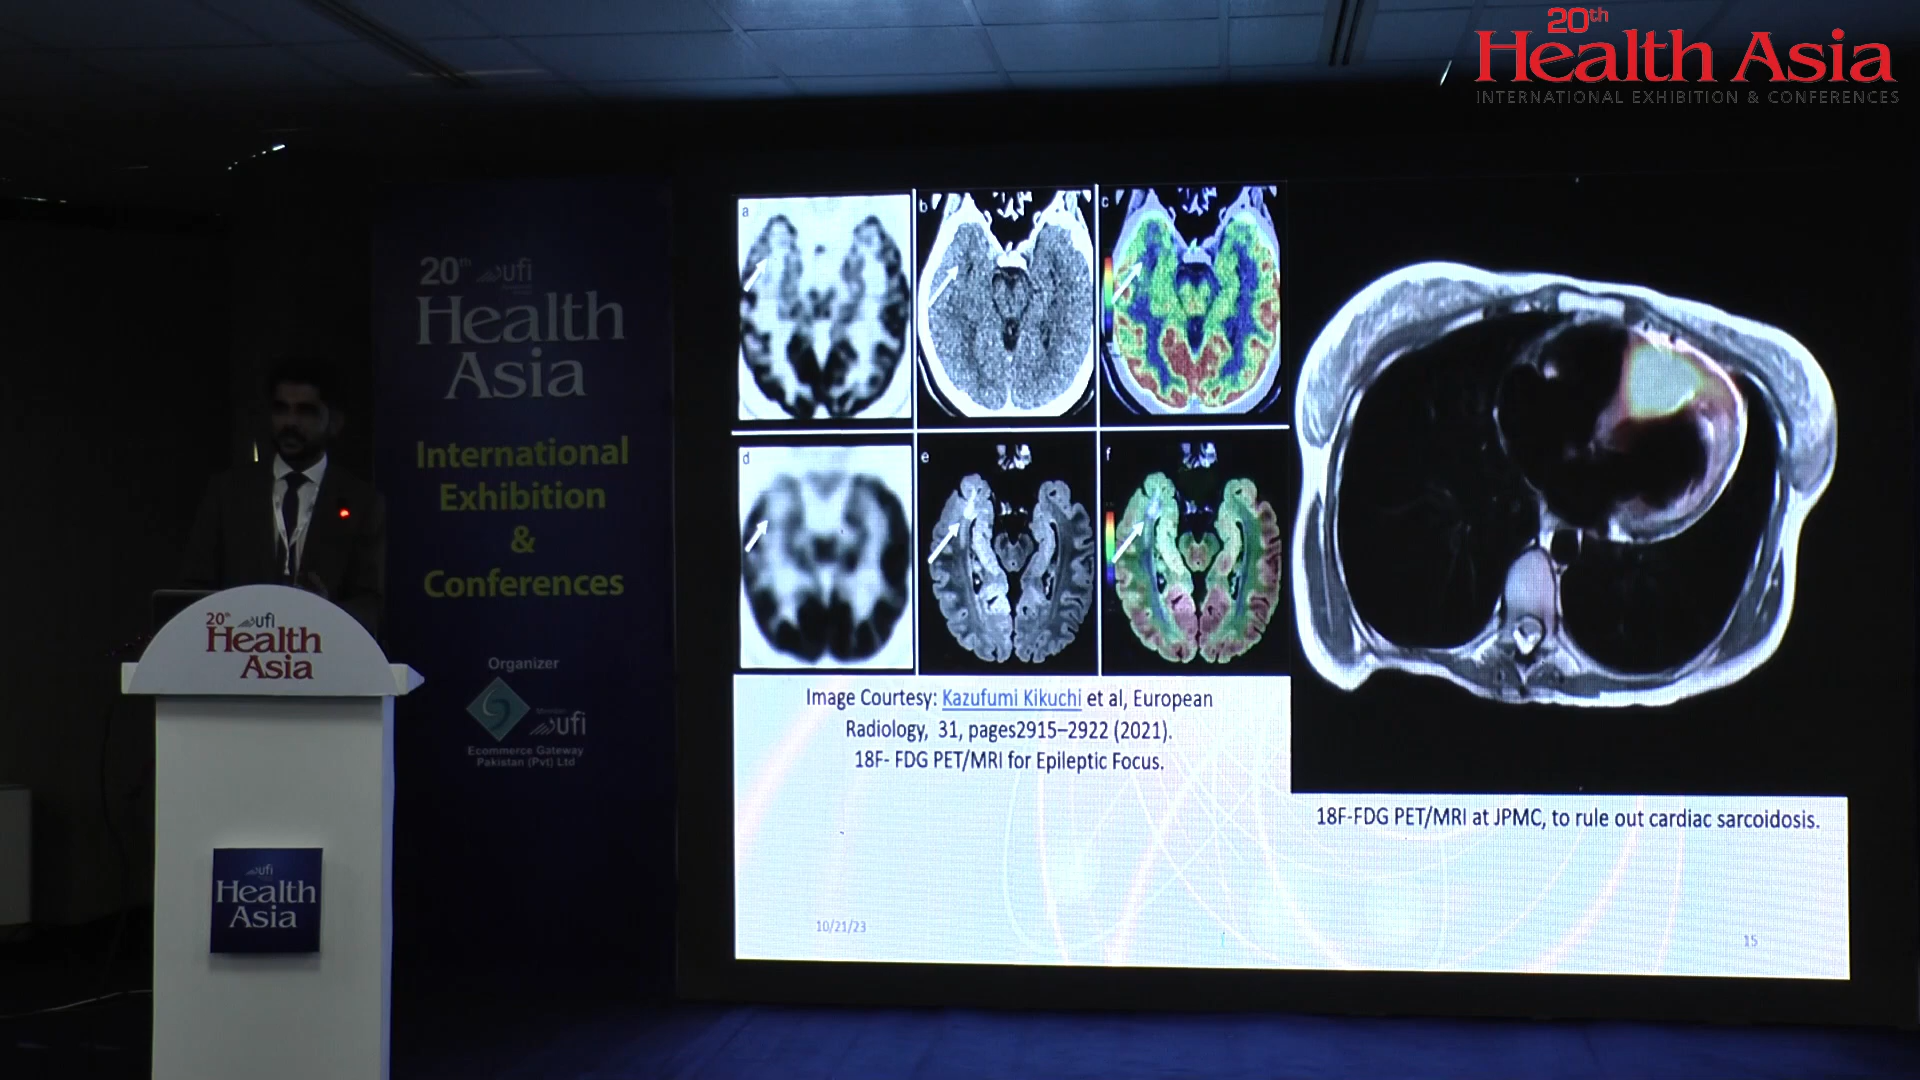 20th
Health Asia
INTERNATIONAL EXHIBITION & CONFERENCES
20th ufi
Health
Asia
International
Exhibition
&
Conferences
Organizer
ufi
Ecommerce Gateway
Pakistan (Pvt) Ltd
20th ufi
Health
Asia
ufi
Health
Asia
a
b
c
d
e
f
Image Courtesy: Kazufumi Kikuchi et al, European
Radiology, 31, pages2915–2922 (2021).
18F- FDG PET/MRI for Epileptic Focus.
18F-FDG PET/MRI at JPMC, to rule out cardiac sarcoidosis.
10/21/23
15